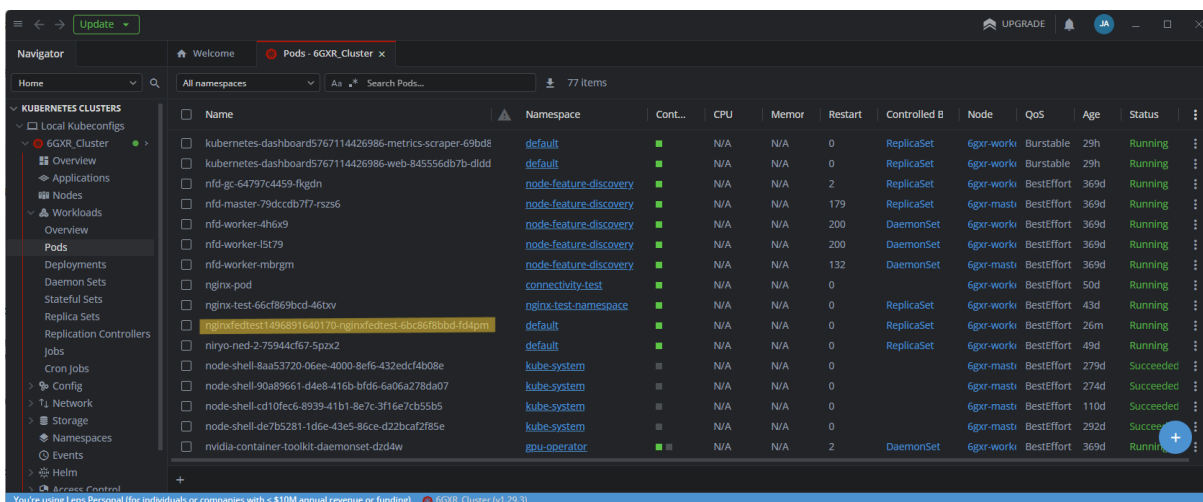 Update
UPGRADE
JA
Navigator
Welcome
Pods - 6GXR_Cluster
Home
All namespaces
Aa .* Search Pods...
77 items
KUBERNETES CLUSTERS
Local Kubeconfigs
6GXR_Cluster
Overview
Applications
Nodes
Workloads
Overview
Pods
Deployments
Daemon Sets
Stateful Sets
Replica Sets
Replication Controllers
Jobs
Cron Jobs
Config
Network
Storage
Namespaces
Events
Helm
Access Control
Name Namespace Cont... CPU Memor Restart Controlled B Node QoS Age Status
kubernetes-dashboard5767114426986-metrics-scraper-69bd8 default N/A N/A 0 ReplicaSet 6gxr-work Burstable 29h Running
kubernetes-dashboard5767114426986-web-845556db7b-dldd default N/A N/A 0 ReplicaSet 6gxr-work Burstable 29h Running
nfd-gc-64797c4459-fkgdn node-feature-discovery N/A N/A 2 ReplicaSet 6gxr-work BestEffort 369d Running
nfd-master-79dccdb7f7-rszs6 node-feature-discovery N/A N/A 179 ReplicaSet 6gxr-mast BestEffort 369d Running
nfd-worker-4h6x9 node-feature-discovery N/A N/A 200 DaemonSet 6gxr-work BestEffort 369d Running
nfd-worker-l5t79 node-feature-discovery N/A N/A 200 DaemonSet 6gxr-work BestEffort 369d Running
nfd-worker-mbrgm node-feature-discovery N/A N/A 132 DaemonSet 6gxr-mast BestEffort 369d Running
nginx-pod connectivity-test N/A N/A 0 6gxr-work BestEffort 50d Running
nginx-test-66cf869bcd-46txv nginx-test-namespace N/A N/A 0 ReplicaSet 6gxr-work BestEffort 43d Running
nginxfedtest1496891640170-nginxfedtest-6bc86f8bbd-fd4pm default N/A N/A 0 ReplicaSet 6gxr-work BestEffort 26m Running
niryo-ned-2-75944cf67-5pzx2 default N/A N/A 0 ReplicaSet 6gxr-work BestEffort 49d Running
node-shell-8aa53720-06ee-4000-8ef6-432edcf4b08e kube-system N/A N/A 0 6gxr-mast BestEffort 279d Succeeded
node-shell-90a89661-d4e8-416b-bfd6-6a06a278da07 kube-system N/A N/A 0 6gxr-mast BestEffort 274d Succeeded
node-shell-cd10fec6-8939-41b1-8e7c-3f16e7cb55b5 kube-system N/A N/A 0 6gxr-mast BestEffort 110d Succeeded
node-shell-de7b5281-1d6e-43e5-86ce-d22bcaf2f85e kube-system N/A N/A 0 6gxr-mast BestEffort 292d
nvidia-container-toolkit-daemonset-dzd4w gpu-operator N/A N/A 2 DaemonSet 6gxr-work BestEffort 369d Running
You're using Lens Personal (for individuals or companies with < $10M annual revenue or funding) 6GXR_Cluster (v1.29.3)